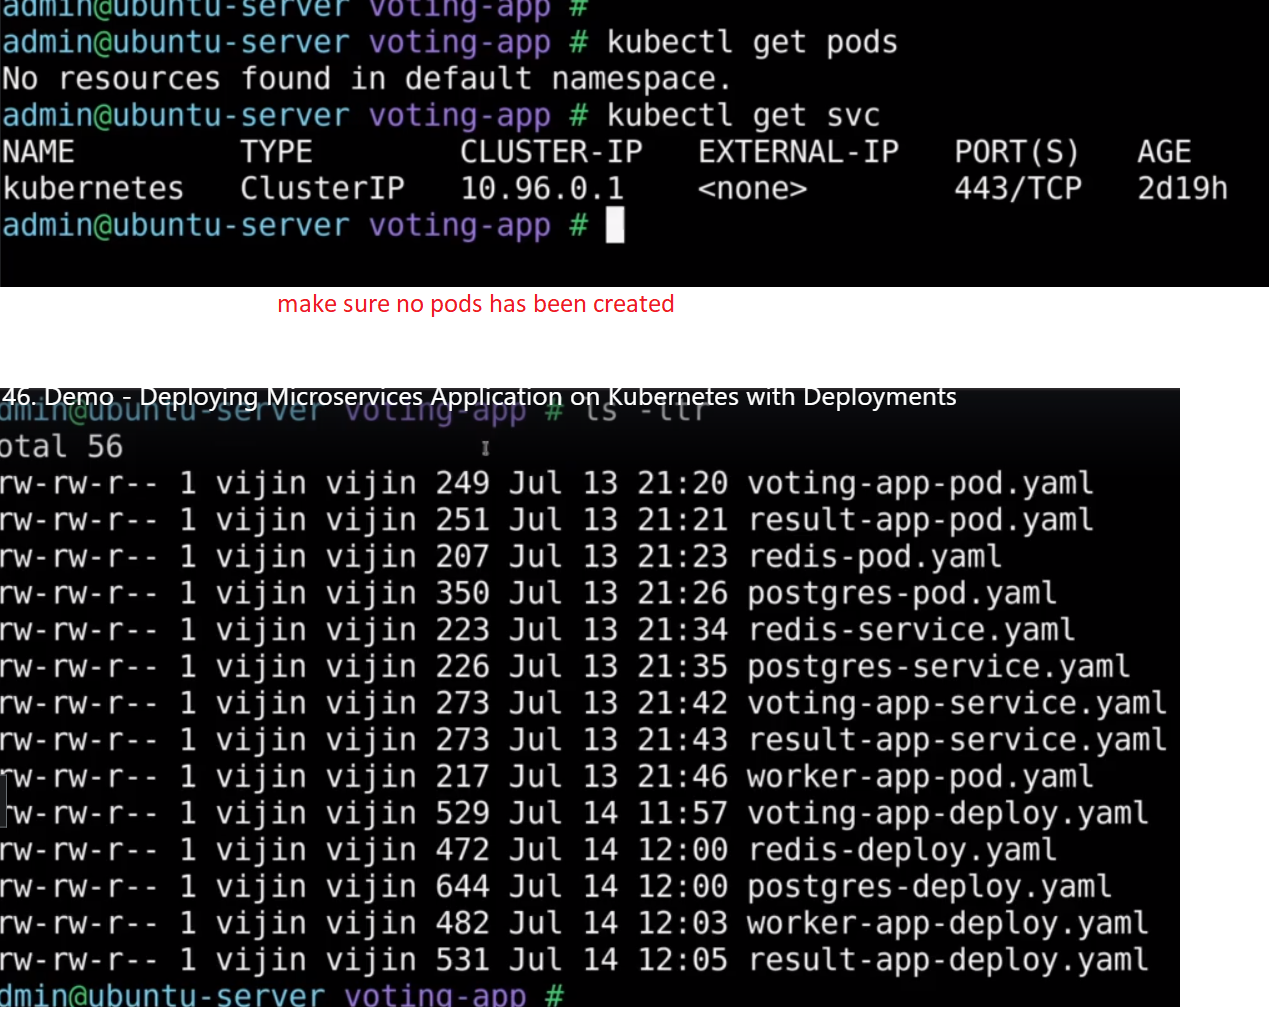 admin@ubuntu-server voting-app #
admin@ubuntu-server voting-app # kubectl get pods
No resources found in default namespace.
admin@ubuntu-server voting-app # kubectl get svc
NAME TYPE CLUSTER-IP EXTERNAL-IP PORT(S) AGE
kubernetes ClusterIP 10.96.0.1 <none> 443/TCP 2d19h
admin@ubuntu-server voting-app #
make sure no pods has been created
46. Demo - Deploying Microservices Application on Kubernetes with Deployments
dmin@ubuntu-server voting-app # ls -ltr
otal 56
rw-rw-r-- 1 vijin vijin 249 Jul 13 21:20 voting-app-pod.yaml
rw-rw-r-- 1 vijin vijin 251 Jul 13 21:21 result-app-pod.yaml
rw-rw-r-- 1 vijin vijin 207 Jul 13 21:23 redis-pod.yaml
rw-rw-r-- 1 vijin vijin 350 Jul 13 21:26 postgres-pod.yaml
rw-rw-r-- 1 vijin vijin 223 Jul 13 21:34 redis-service.yaml
rw-rw-r-- 1 vijin vijin 226 Jul 13 21:35 postgres-service.yaml
rw-rw-r-- 1 vijin vijin 273 Jul 13 21:42 voting-app-service.yaml
rw-rw-r-- 1 vijin vijin 273 Jul 13 21:43 result-app-service.yaml
rw-rw-r-- 1 vijin vijin 217 Jul 13 21:46 worker-app-pod.yaml
rw-rw-r-- 1 vijin vijin 529 Jul 14 11:57 voting-app-deploy.yaml
rw-rw-r-- 1 vijin vijin 472 Jul 14 12:00 redis-deploy.yaml
rw-rw-r-- 1 vijin vijin 644 Jul 14 12:00 postgres-deploy.yaml
rw-rw-r-- 1 vijin vijin 482 Jul 14 12:03 worker-app-deploy.yaml
rw-rw-r-- 1 vijin vijin 531 Jul 14 12:05 result-app-deploy.yaml
dmin@ubuntu-server voting-app #